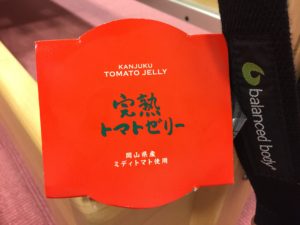 KANJUKU
TOMATO JELLY
完熟
トマトゼリー
岡山県産
ミディトマト使用
balanced body